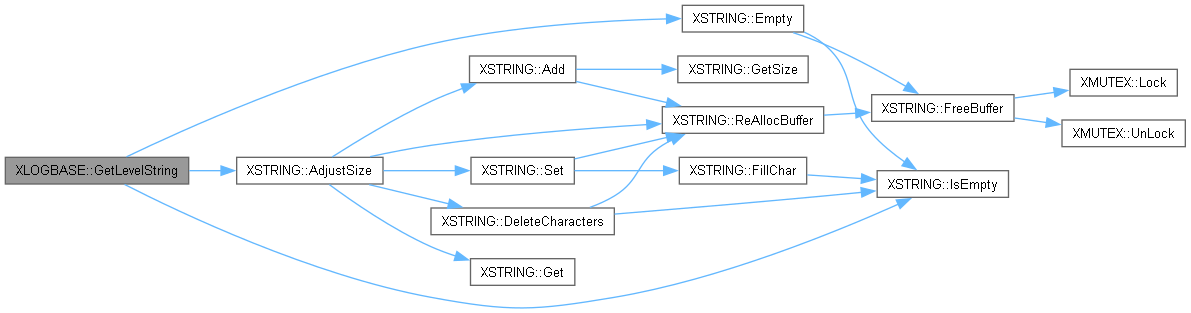 XLOGBASE::GetLevelString
XSTRING::AdjustSize
XSTRING::Add
XSTRING::Set
XSTRING::DeleteCharacters
XSTRING::Get
XSTRING::Empty
XSTRING::GetSize
XSTRING::ReAllocBuffer
XSTRING::FillChar
XSTRING::FreeBuffer
XSTRING::IsEmpty
XMUTEX::Lock
XMUTEX::UnLock